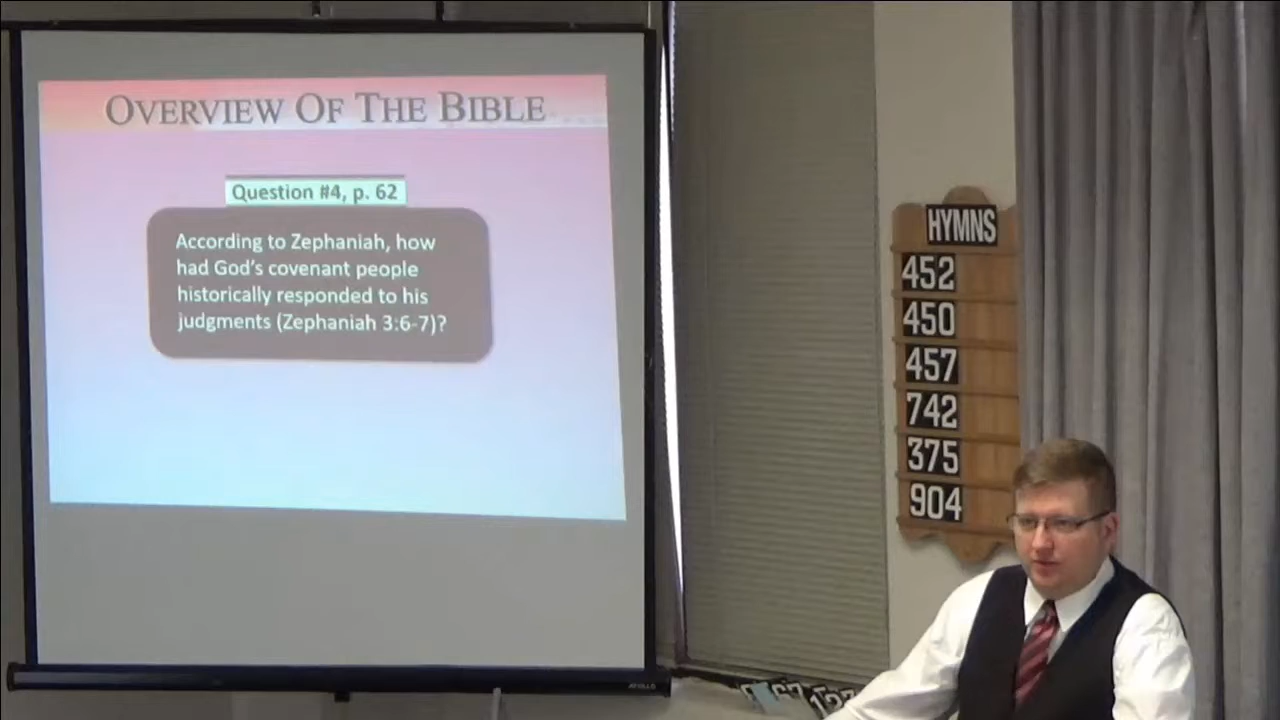 OVERVIEW OF THE BIBLE
Question #4, p. 62
According to Zephaniah, how
had God's covenant people
historically responded to his
judgments (Zephaniah 3:6-7)?
HYMNS
452
450
457
742
375
904